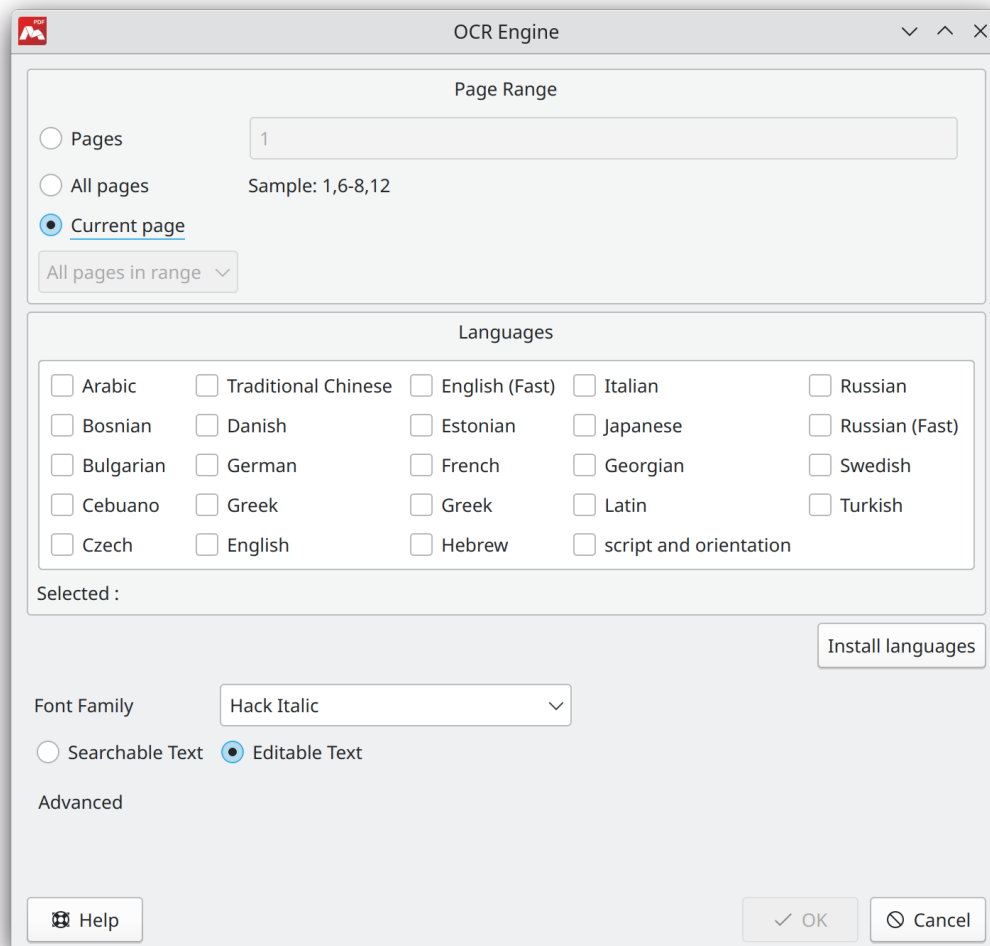 PDF
OCR Engine
Page Range
Pages
1
All pages
Sample: 1,6-8,12
Current page
All pages in range
Languages
Arabic Traditional Chinese English (Fast) Italian Russian
Bosnian Danish Estonian Japanese Russian (Fast)
Bulgarian German French Georgian Swedish
Cebuano Greek Greek Latin Turkish
Czech English Hebrew script and orientation
Selected :
Install languages
Font Family Hack Italic
Searchable Text Editable Text
Advanced
Help OK Cancel